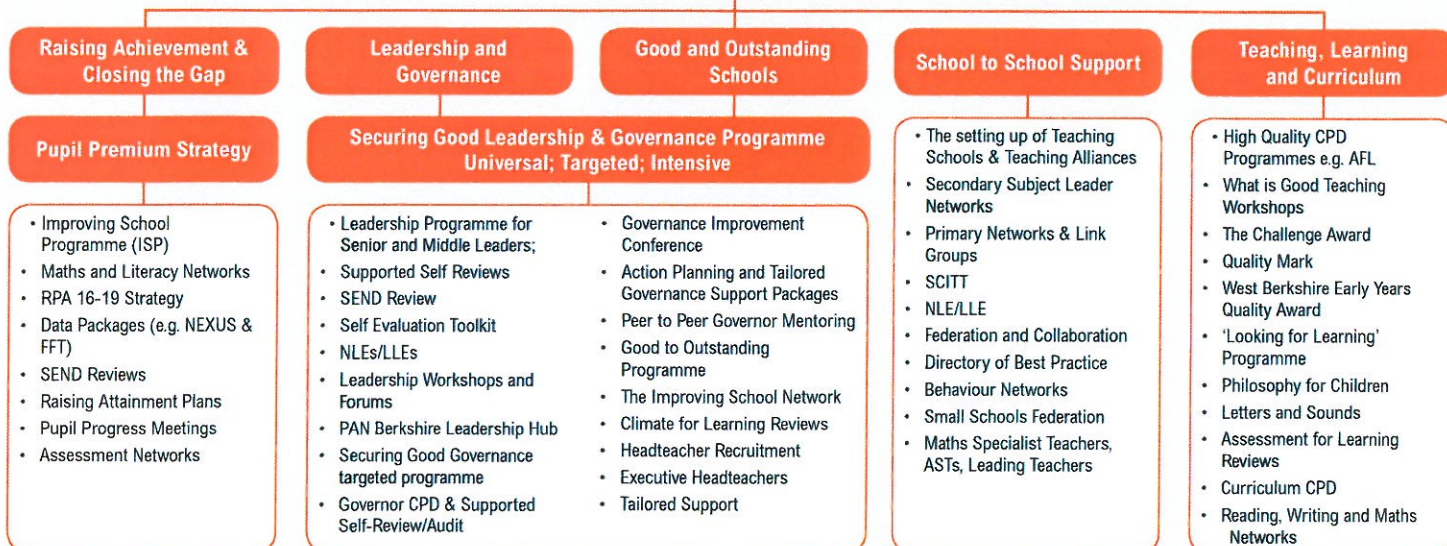 Raising Achievement &
Closing the Gap
Leadership and
Governance
Good and Outstanding
Schools
School to School Support
Teaching, Learning
and Curriculum
Pupil Premium Strategy
Securing Good Leadership & Governance Programme
Universal; Targeted; Intensive
• Improving School
Programme (ISP)
• Maths and Literacy Networks
• RPA 16-19 Strategy
• Data Packages (e.g. NEXUS &
FFT)
• SEND Reviews
• Raising Attainment Plans
• Pupil Progress Meetings
• Assessment Networks
• Leadership Programme for
Senior and Middle Leaders;
• Supported Self Reviews
• SEND Review
• Self Evaluation Toolkit
• NLEs/LLEs
• Leadership Workshops and
Forums
• PAN Berkshire Leadership Hub
• Securing Good Governance
targeted programme
• Governor CPD & Supported
Self-Review/Audit
• Governance Improvement
Conference
• Action Planning and Tailored
Governance Support Packages
• Peer to Peer Governor Mentoring
• Good to Outstanding
Programme
• The Improving School Network
• Climate for Learning Reviews
• Headteacher Recruitment
• Executive Headteachers
• Tailored Support
• The setting up of Teaching
Schools & Teaching Alliances
• Secondary Subject Leader
Networks
• Primary Networks & Link
Groups
• SCITT
• NLE/LLE
• Federation and Collaboration
• Directory of Best Practice
• Behaviour Networks
• Small Schools Federation
• Maths Specialist Teachers,
ASTs, Leading Teachers
• High Quality CPD
Programmes e.g. AFL
• What is Good Teaching
Workshops
• The Challenge Award
• Quality Mark
• West Berkshire Early Years
Quality Award
• ‘Looking for Learning’
Programme
• Philosophy for Children
• Letters and Sounds
• Assessment for Learning
Reviews
• Curriculum CPD
• Reading, Writing and Maths
Networks